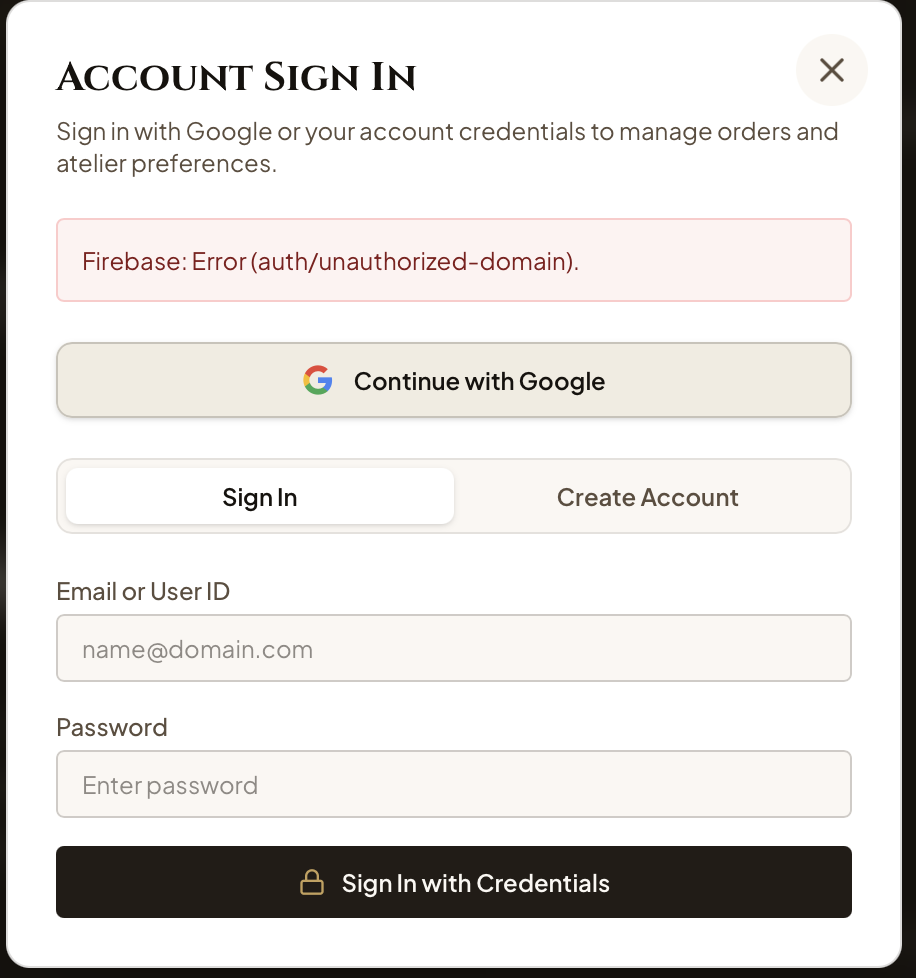 Account Sign In
Sign in with Google or your account credentials to manage orders and
atelier preferences.
Firebase: Error (auth/unauthorized-domain).
Continue with Google
Sign In
Create Account
Email or User ID
name@domain.com
Password
Enter password
Sign In with Credentials